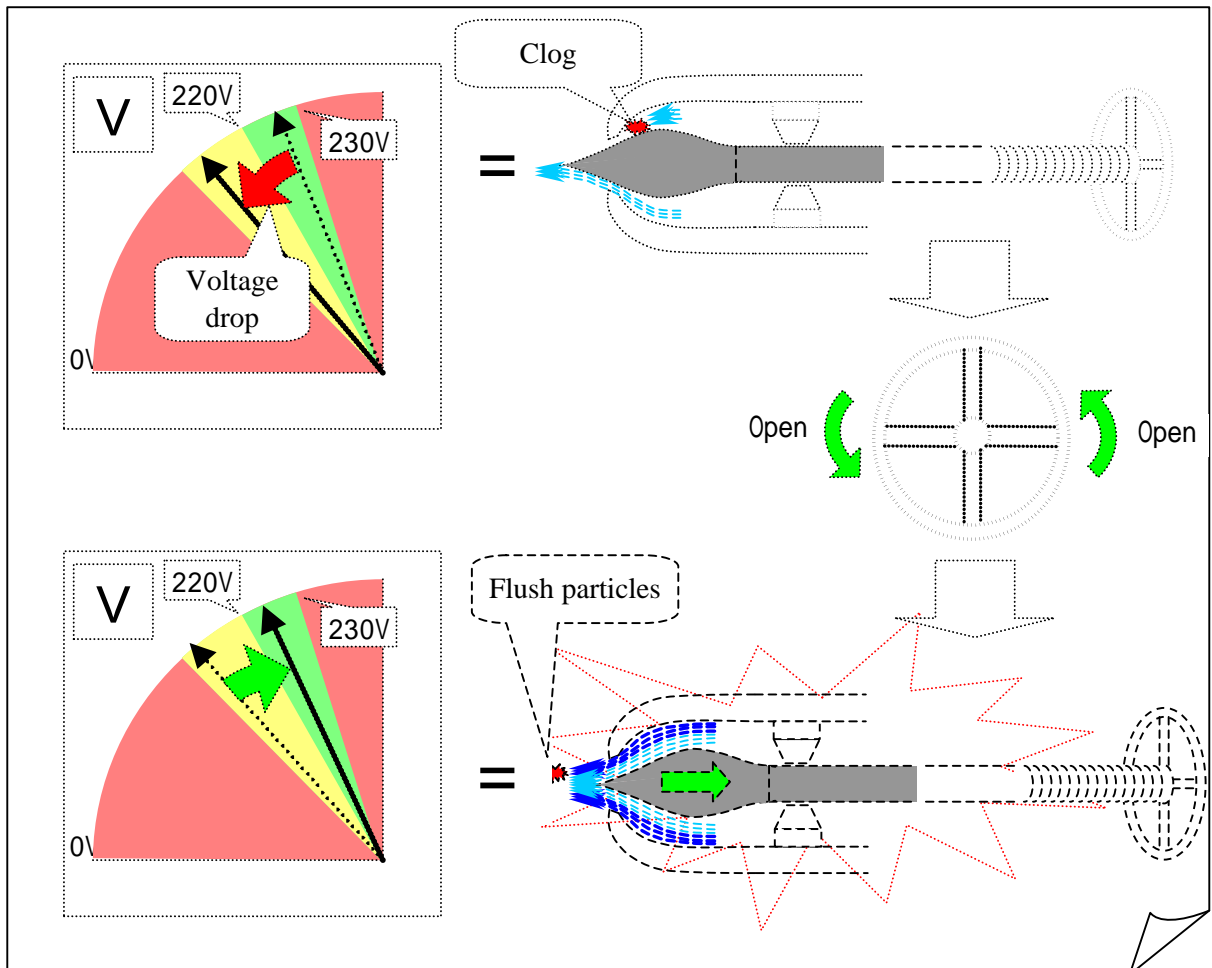 V
220V
230V
Voltage
drop
0V
=
Clog
Open
Open
V
220V
230V
0V
=
Flush particles